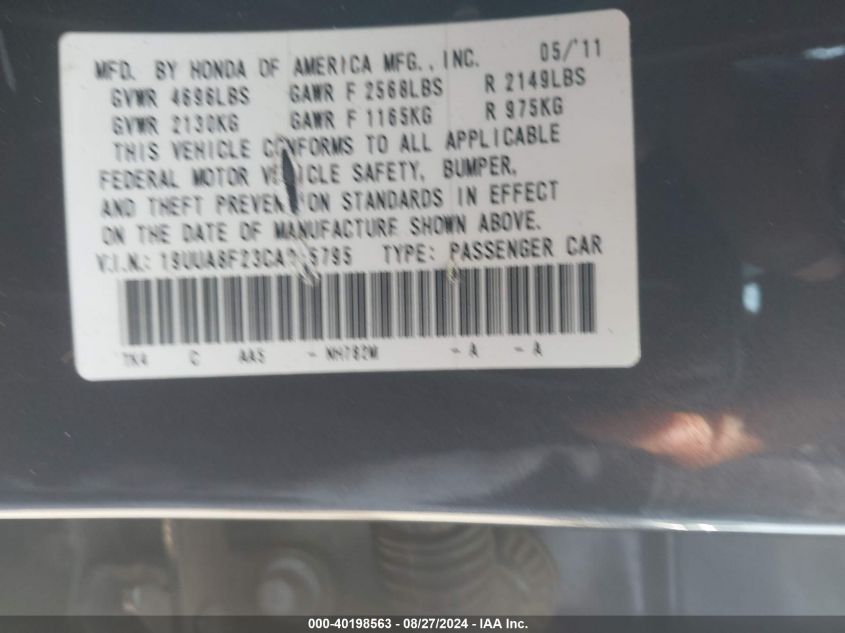 MFD. BY HONDA OF AMERICA MFG., INC. 05/'11
GVWR 4696LBS GAWR F 2568LBS R 2149LBS
GVWR 2130KG GAWR F 1165KG R 975KG
THIS VEHICLE CONFORMS TO ALL APPLICABLE
FEDERAL MOTOR VEHICLE SAFETY, BUMPER,
AND THEFT PREVENTION STANDARDS IN EFFECT
ON THE DATE OF MANUFACTURE SHOWN ABOVE.
V.I.N.: TYPE: PASSENGER CAR
TK4 C AA5 - NH782M - A - A
000-40198563 / 08/27/2024 - IAA Inc.